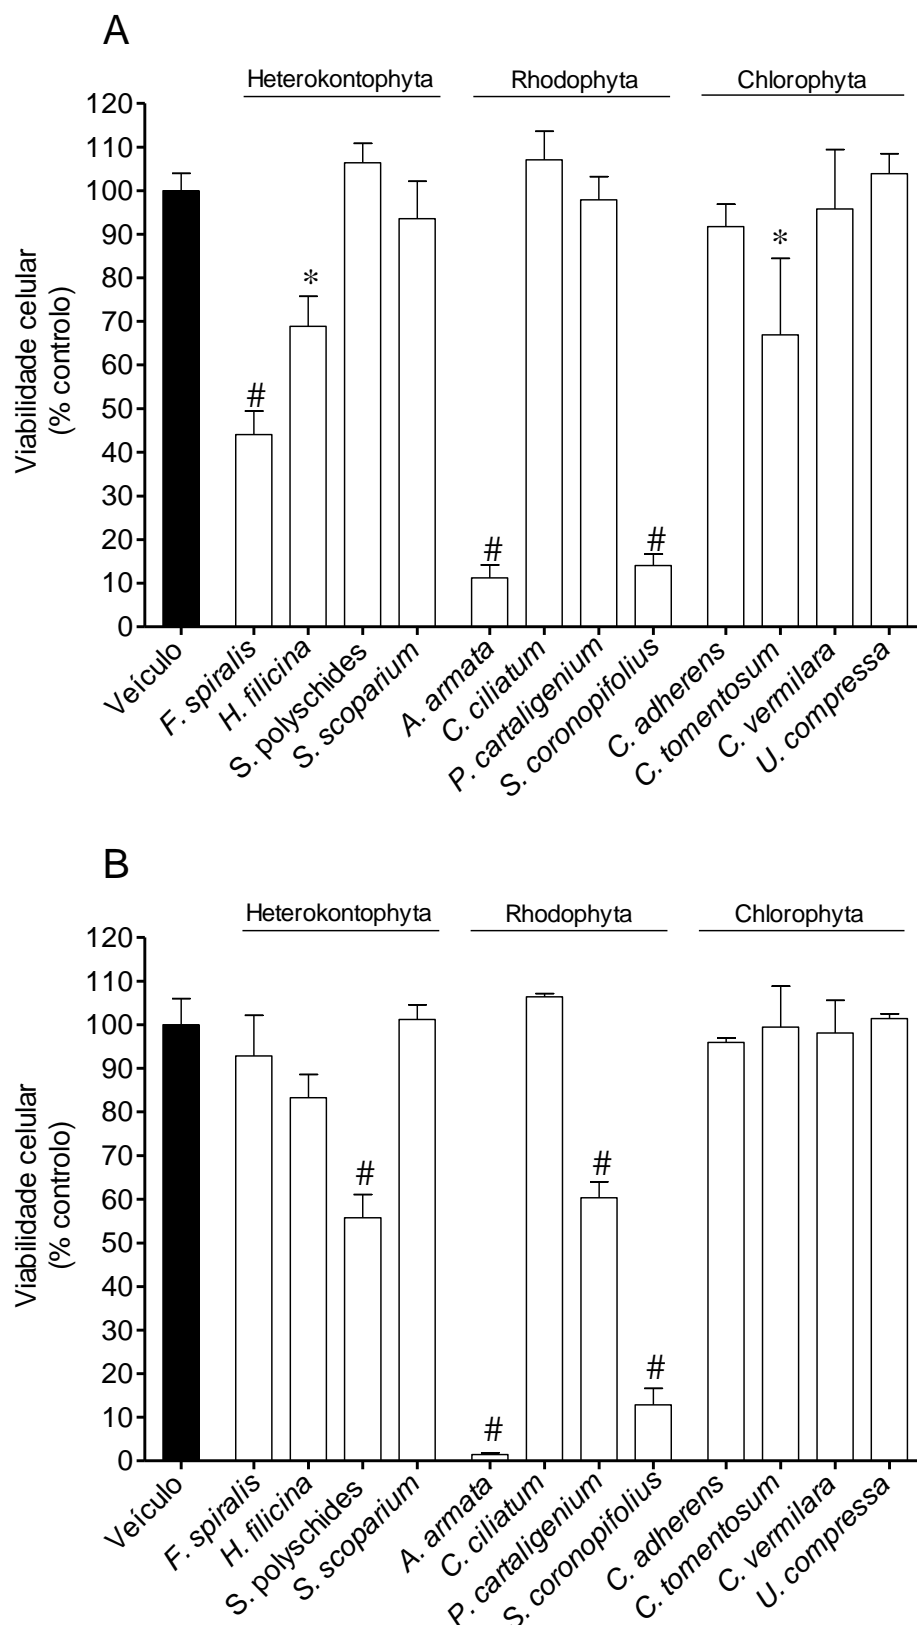 A
Heterokontophyta Rhodophyta Chlorophyta
120
110
100
90
80
70
60
50
40
30
20
10
0
Viabilidade celular
(% controlo)
# * # # *
Veículo
F. spiralis
H. filicina
S. polyschides
S. scoparium
A. armata
C. ciliatum
P. cartaligenium
S. coronopifolius
C. adherens
C. tomentosum
C. vermilara
U. compressa
B
Heterokontophyta Rhodophyta Chlorophyta
120
110
100
90
80
70
60
50
40
30
20
10
0
Viabilidade celular
(% controlo)
# # # #
Veículo
F. spiralis
H. filicina
S. polyschides
S. scoparium
A. armata
C. ciliatum
P. cartaligenium
S. coronopifolius
C. adherens
C. tomentosum
C. vermilara
U. compressa